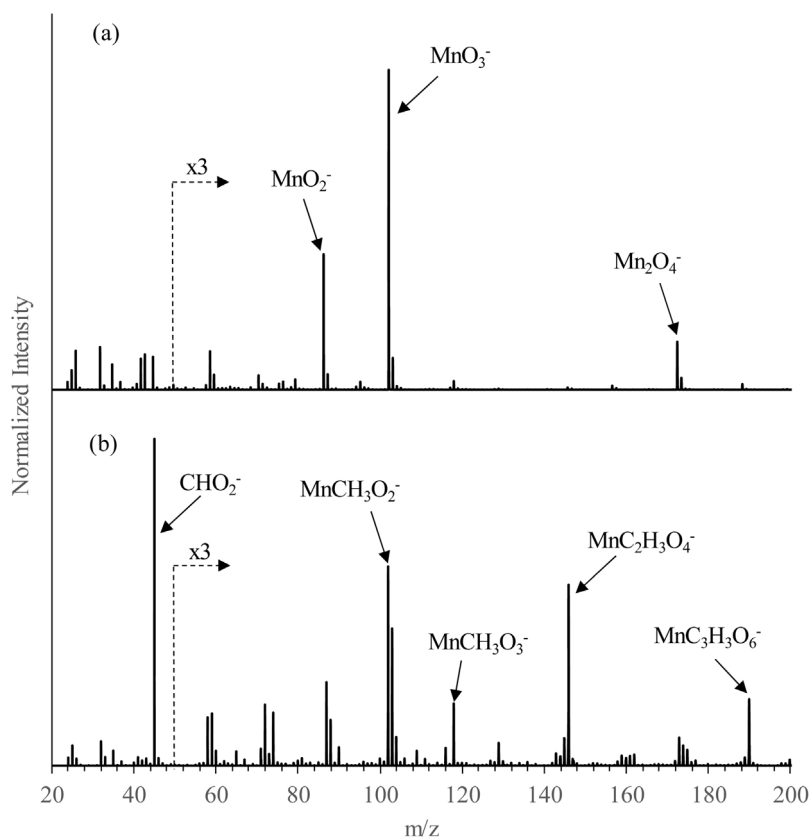 (a)
MnO₃⁻
x3
MnO₂⁻
Mn₂O₄⁻
Normalized Intensity
(b)
CHO₂⁻
MnCH₃O₂⁻
x3
MnC₂H₃O₄⁻
MnCH₃O₃⁻
MnC₃H₃O₆⁻
20 40 60 80 100 120 140 160 180 200
m/z